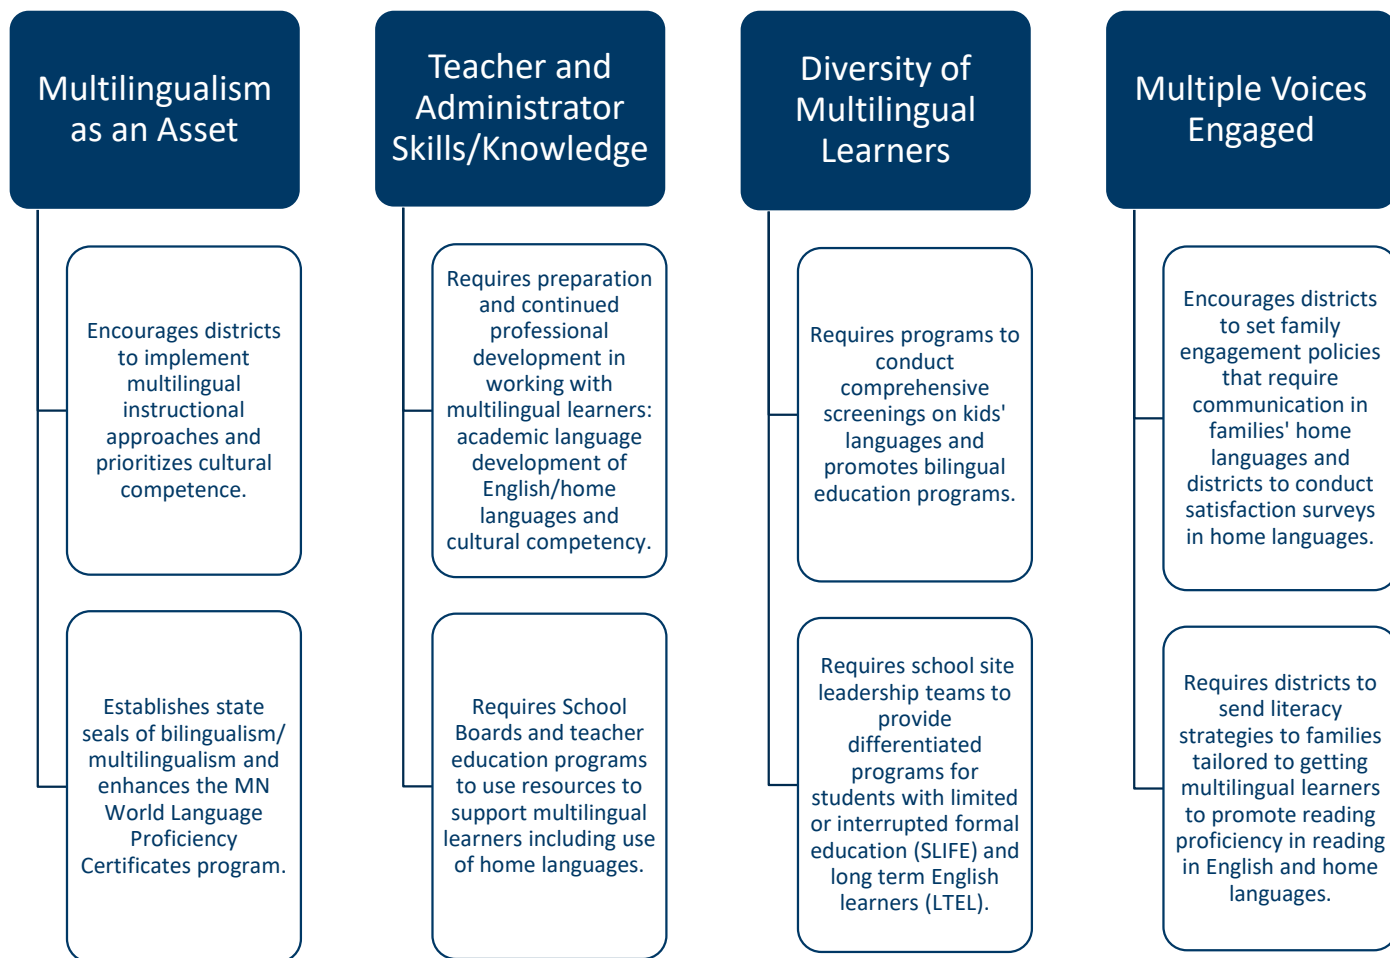 Multilingualism
as an Asset
Encourages districts
to implement
multilingual
instructional
approaches and
prioritizes cultural
competence.
Establishes state
seals of bilingualism/
multilingualism and
enhances the MN
World Language
Proficiency
Certificates program.
Teacher and
Administrator
Skills/Knowledge
Requires preparation
and continued
professional
development in
working with
multilingual learners:
academic language
development of
English/home
languages and
cultural competency.
Requires School
Boards and teacher
education programs
to use resources to
support multilingual
learners including use
of home languages.
Diversity of
Multilingual
Learners
Requires programs to
conduct
comprehensive
screenings on kids'
languages and
promotes bilingual
education programs.
Requires school site
leadership teams to
provide
differentiated
programs for
students with limited
or interrupted formal
education (SLIFE) and
long term English
learners (LTEL).
Multiple Voices
Engaged
Encourages districts
to set family
engagement policies
that require
communication in
families' home
languages and
districts to conduct
satisfaction surveys
in home languages.
Requires districts to
send literacy
strategies to families
tailored to getting
multilingual learners
to promote reading
proficiency in reading
in English and home
languages.